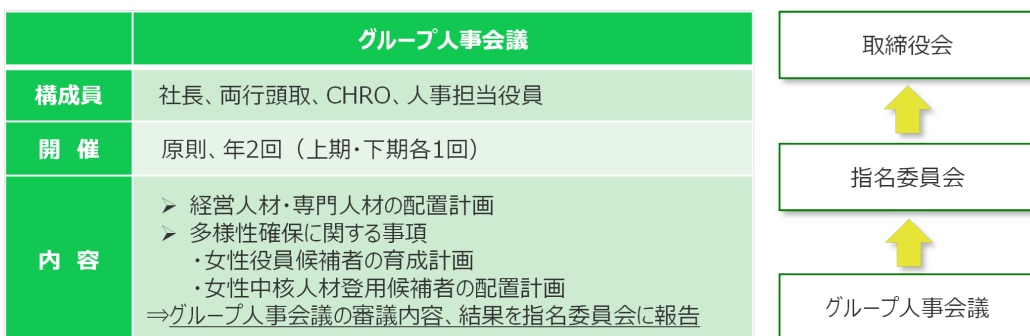 グループ人事会議
構成員
社長、両行頭取、CHRO、人事担当役員
開 催
原則、年2回（上期・下期各1回）
内 容
➢ 経営人材・専門人材の配置計画
➢ 多様性確保に関する事項
・女性役員候補者の育成計画
・女性中核人材登用候補者の配置計画
⇒グループ人事会議の審議内容、結果を指名委員会に報告
取締役会
指名委員会
グループ人事会議